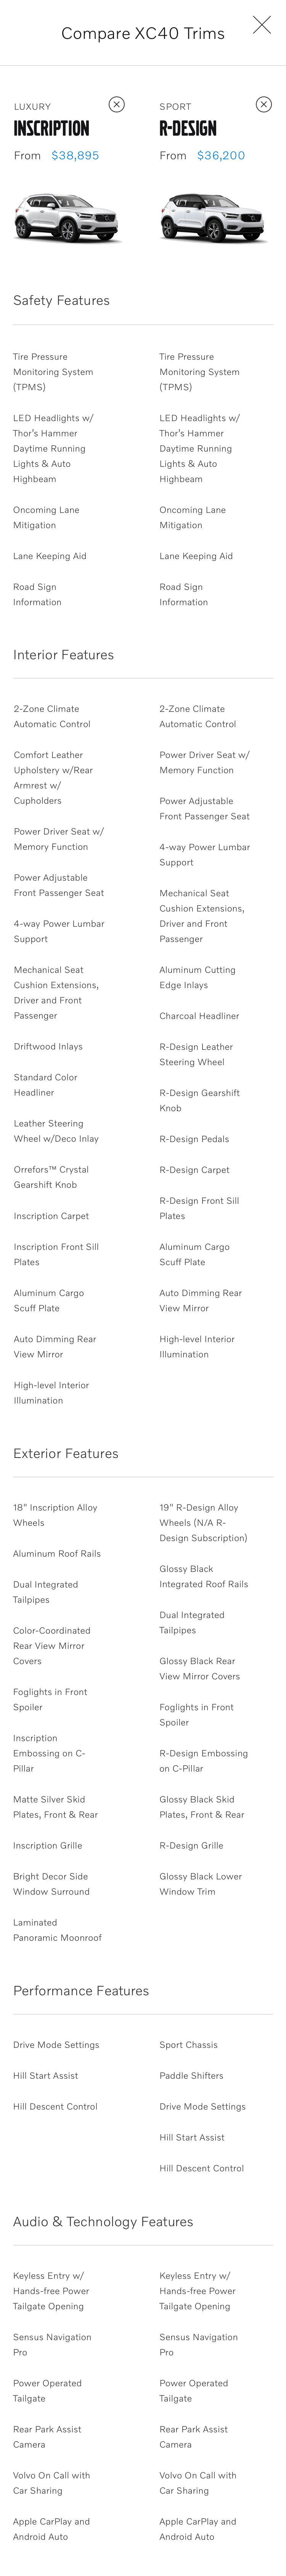 Compare XC40 Trims
LUXURY
INSCRIPTION
From $38,895
SPORT
R-DESIGN
From $36,200
Safety Features
Tire Pressure
Monitoring System
(TPMS)
LED Headlights w/
Thor's Hammer
Daytime Running
Lights & Auto
Highbeam
Oncoming Lane
Mitigation
Lane Keeping Aid
Road Sign
Information
Tire Pressure
Monitoring System
(TPMS)
LED Headlights w/
Thor's Hammer
Daytime Running
Lights & Auto
Highbeam
Oncoming Lane
Mitigation
Lane Keeping Aid
Road Sign
Information
Interior Features
2-Zone Climate
Automatic Control
Comfort Leather
Upholstery w/Rear
Armrest w/
Cupholders
Power Driver Seat w/
Memory Function
Power Adjustable
Front Passenger Seat
4-way Power Lumbar
Support
Mechanical Seat
Cushion Extensions,
Driver and Front
Passenger
Driftwood Inlays
Standard Color
Headliner
Leather Steering
Wheel w/Deco Inlay
Orrefors™ Crystal
Gearshift Knob
Inscription Carpet
Inscription Front Sill
Plates
Aluminum Cargo
Scuff Plate
Auto Dimming Rear
View Mirror
High-level Interior
Illumination
2-Zone Climate
Automatic Control
Power Driver Seat w/
Memory Function
Power Adjustable
Front Passenger Seat
4-way Power Lumbar
Support
Mechanical Seat
Cushion Extensions,
Driver and Front
Passenger
Aluminum Cutting
Edge Inlays
Charcoal Headliner
R-Design Leather
Steering Wheel
R-Design Gearshift
Knob
R-Design Pedals
R-Design Carpet
R-Design Front Sill
Plates
Aluminum Cargo
Scuff Plate
Auto Dimming Rear
View Mirror
High-level Interior
Illumination
Exterior Features
18" Inscription Alloy
Wheels
Aluminum Roof Rails
Dual Integrated
Tailpipes
Color-Coordinated
Rear View Mirror
Covers
Foglights in Front
Spoiler
Inscription
Embossing on C-
Pillar
Matte Silver Skid
Plates, Front & Rear
Inscription Grille
Bright Decor Side
Window Surround
Laminated
Panoramic Moonroof
19" R-Design Alloy
Wheels (N/A R-
Design Subscription)
Glossy Black
Integrated Roof Rails
Dual Integrated
Tailpipes
Glossy Black Rear
View Mirror Covers
Foglights in Front
Spoiler
R-Design Embossing
on C-Pillar
Glossy Black Skid
Plates, Front & Rear
R-Design Grille
Glossy Black Lower
Window Trim
Performance Features
Drive Mode Settings
Hill Start Assist
Hill Descent Control
Sport Chassis
Paddle Shifters
Drive Mode Settings
Hill Start Assist
Hill Descent Control
Audio & Technology Features
Keyless Entry w/
Hands-free Power
Tailgate Opening
Sensus Navigation
Pro
Power Operated
Tailgate
Rear Park Assist
Camera
Volvo On Call with
Car Sharing
Apple CarPlay and
Android Auto
Keyless Entry w/
Hands-free Power
Tailgate Opening
Sensus Navigation
Pro
Power Operated
Tailgate
Rear Park Assist
Camera
Volvo On Call with
Car Sharing
Apple CarPlay and
Android Auto